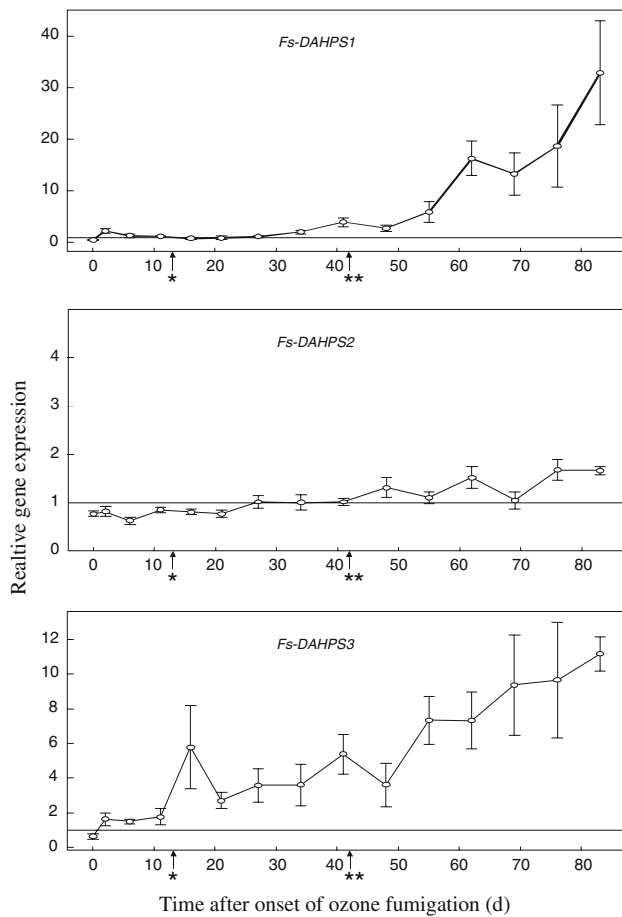 Fs-DAHPS1
40
30
20
10
0
0 10 20 30 40 50 60 70 80
* **
Fs-DAHPS2
4
3
2
1
0
0 10 20 30 40 50 60 70 80
* **
Realtive gene expression
Fs-DAHPS3
12
10
8
6
4
2
0
0 10 20 30 40 50 60 70 80
* **
Time after onset of ozone fumigation (d)